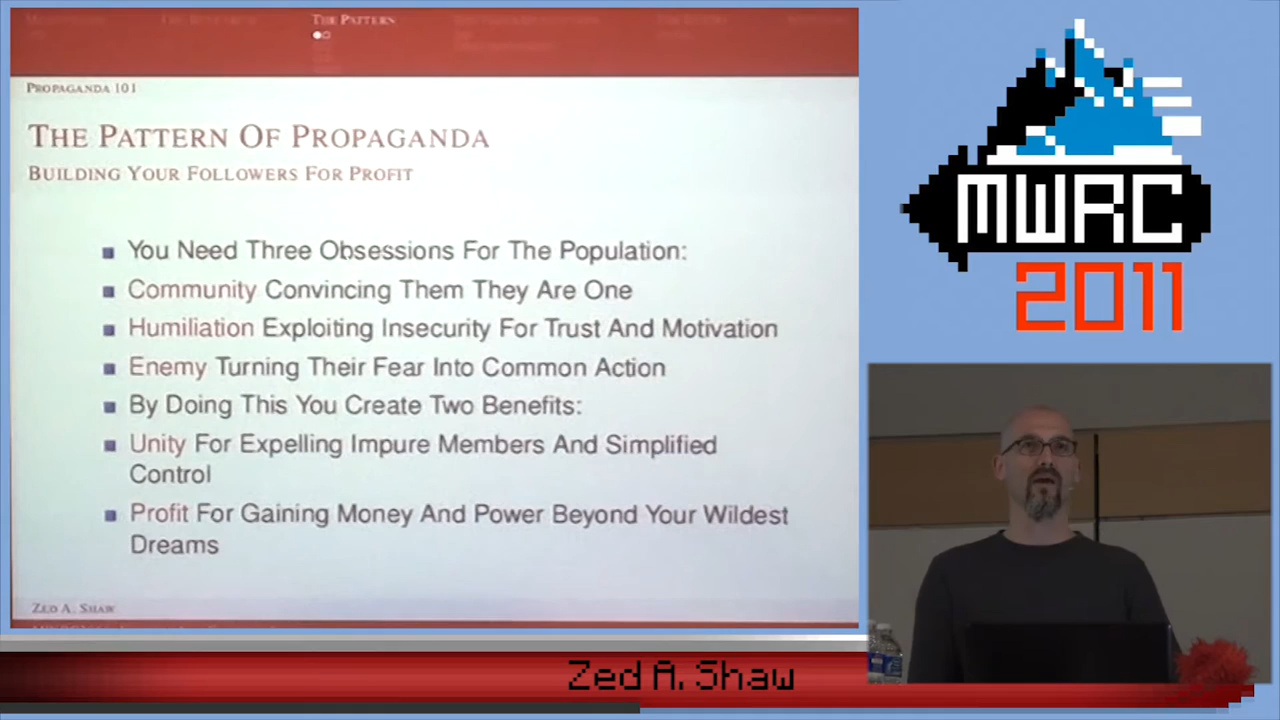 THE PATTERN
PROPAGANDA 101
THE PATTERN OF PROPAGANDA
BUILDING YOUR FOLLOWERS FOR PROFIT
You Need Three Obsessions For The Population:
Community Convincing Them They Are One
Humiliation Exploiting Insecurity For Trust And Motivation
Enemy Turning Their Fear Into Common Action
By Doing This You Create Two Benefits:
Unity For Expelling Impure Members And Simplified
Control
Profit For Gaining Money And Power Beyond Your Wildest
Dreams
ZED A. SHAW
MWRC
2011
Zed A. Shaw